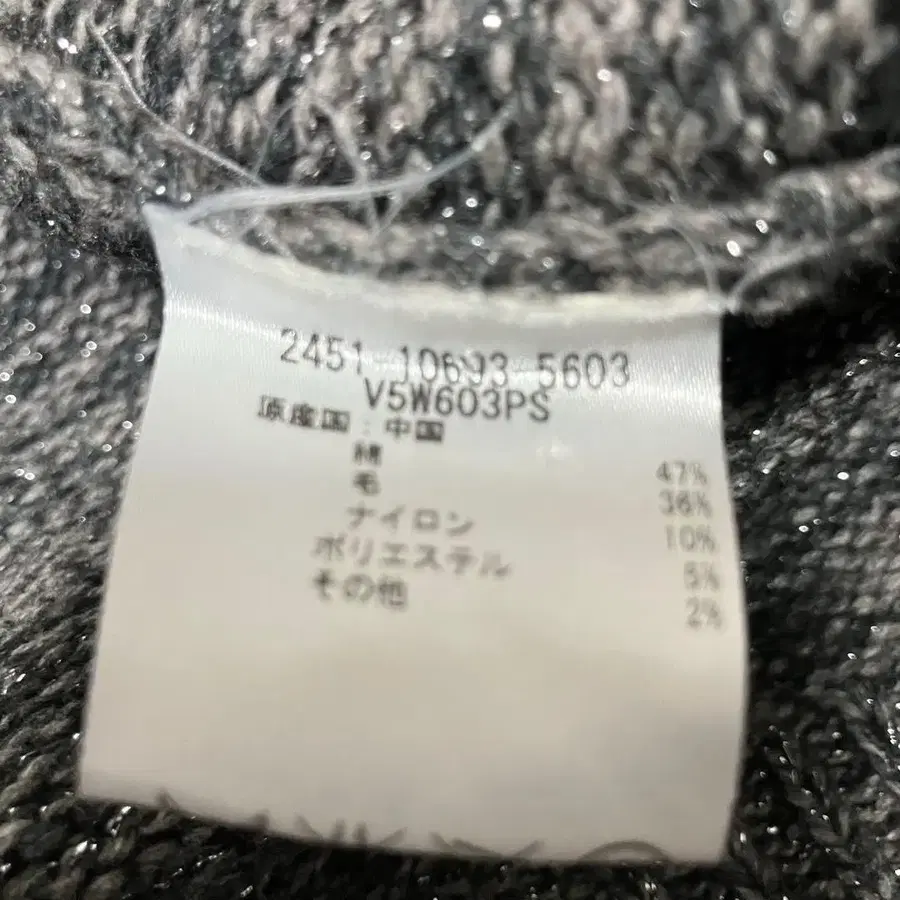 2451-10693-5603
V5W603PS
原産国:中国
綿 47%
毛 36%
ナイロン 10%
ポリエステル 5%
その他 2%